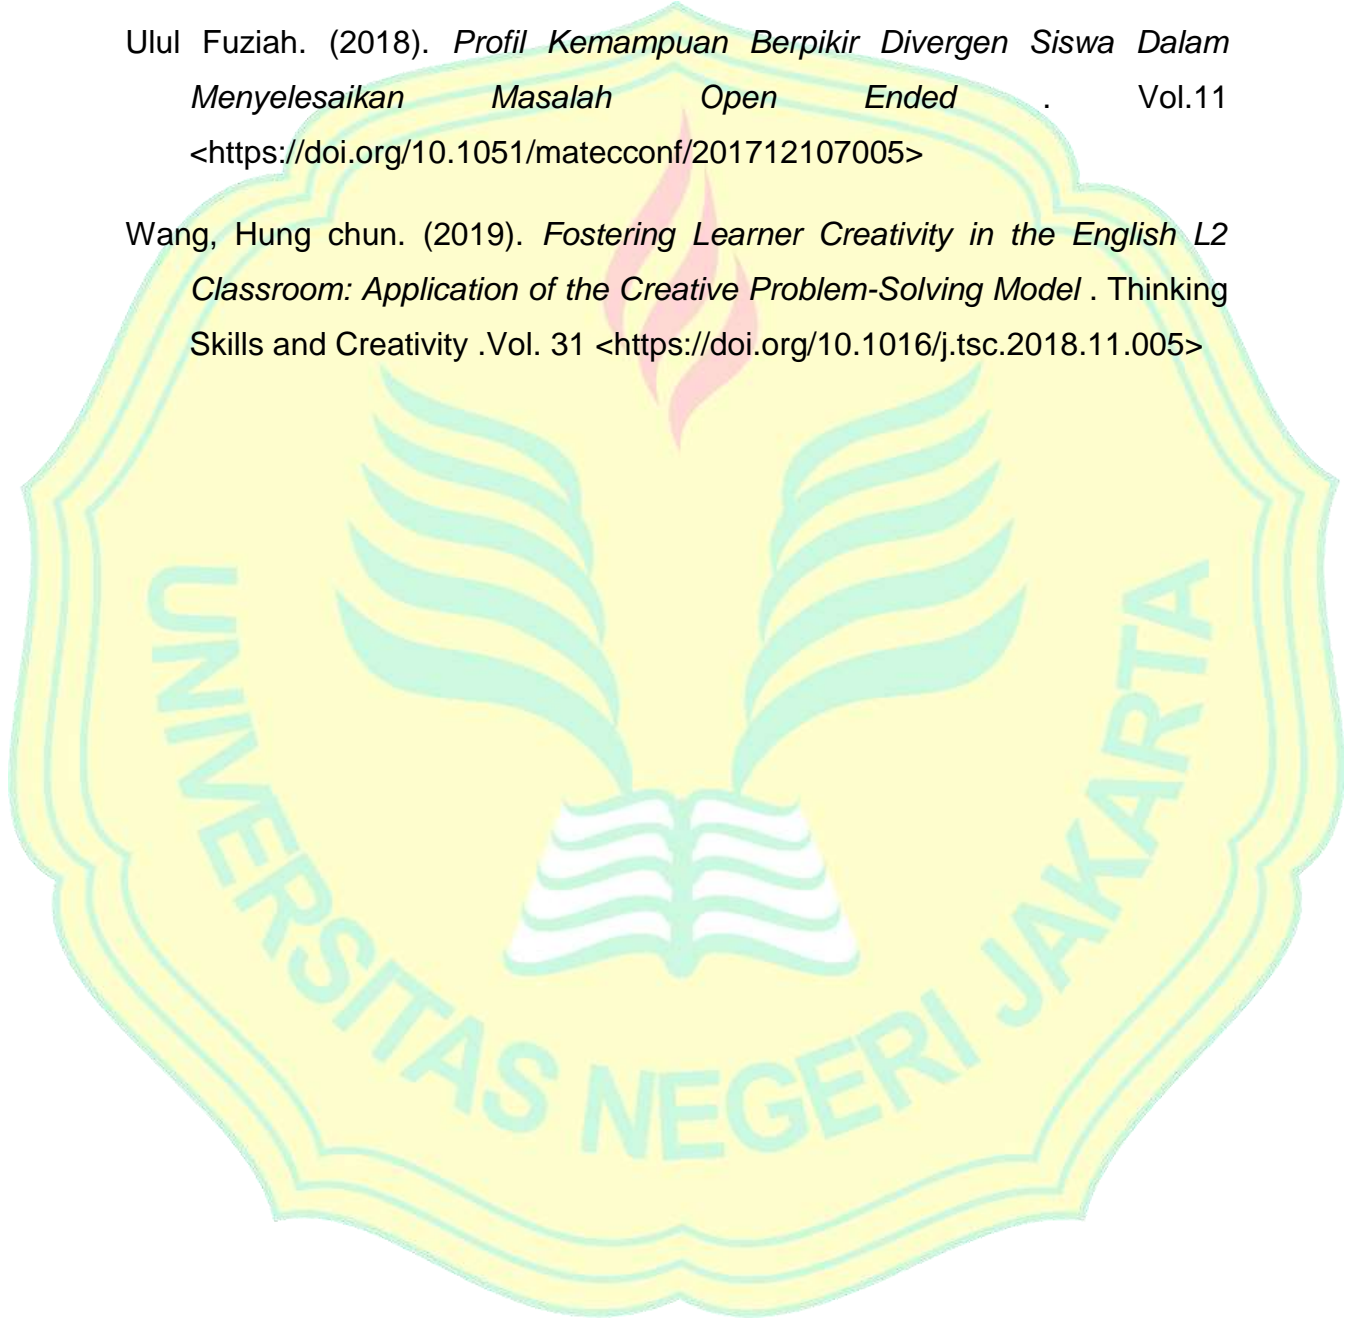 Ulul Fuziah. (2018). Profil Kemampuan Berpikir Divergen Siswa Dalam
Menyelesaikan Masalah Open Ended . Vol.11
<https://doi.org/10.1051/matecconf/201712107005>
Wang, Hung chun. (2019). Fostering Learner Creativity in the English L2
Classroom: Application of the Creative Problem-Solving Model . Thinking
Skills and Creativity .Vol. 31 <https://doi.org/10.1016/j.tsc.2018.11.005>
UNIVERSITAS NEGERI JAKARTA